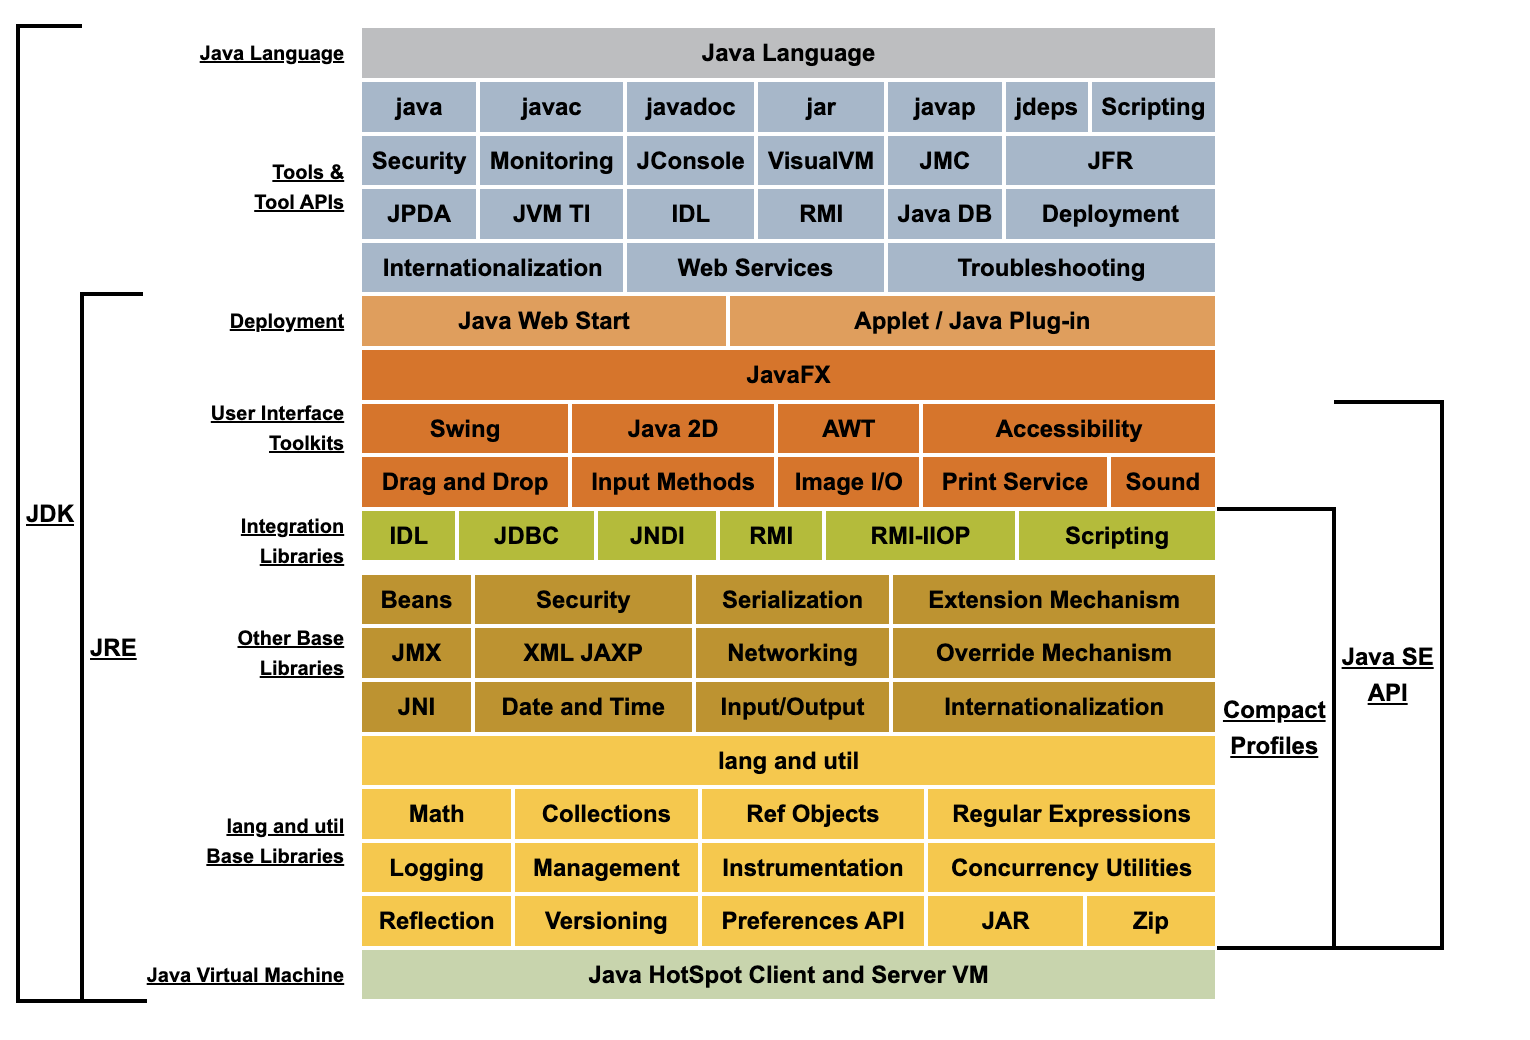 Java Language
Java Language
java javac javadoc jar javap jdeps Scripting
Tools &
Tool APIs
Security Monitoring JConsole VisualVM JMC JFR
JPDA JVM TI IDL RMI Java DB Deployment
Internationalization Web Services Troubleshooting
Deployment
Java Web Start Applet / Java Plug-in
JavaFX
User Interface
Toolkits
Swing Java 2D AWT Accessibility
Drag and Drop Input Methods Image I/O Print Service Sound
JDK
Integration
Libraries
IDL JDBC JNDI RMI RMI-IIOP Scripting
Beans Security Serialization Extension Mechanism
JRE
Other Base
Libraries
JMX XML JAXP Networking Override Mechanism
JNI Date and Time Input/Output Internationalization
Java SE
API
Compact
Profiles
lang and util
lang and util
Base Libraries
Math Collections Ref Objects Regular Expressions
Logging Management Instrumentation Concurrency Utilities
Reflection Versioning Preferences API JAR Zip
Java Virtual Machine
Java HotSpot Client and Server VM